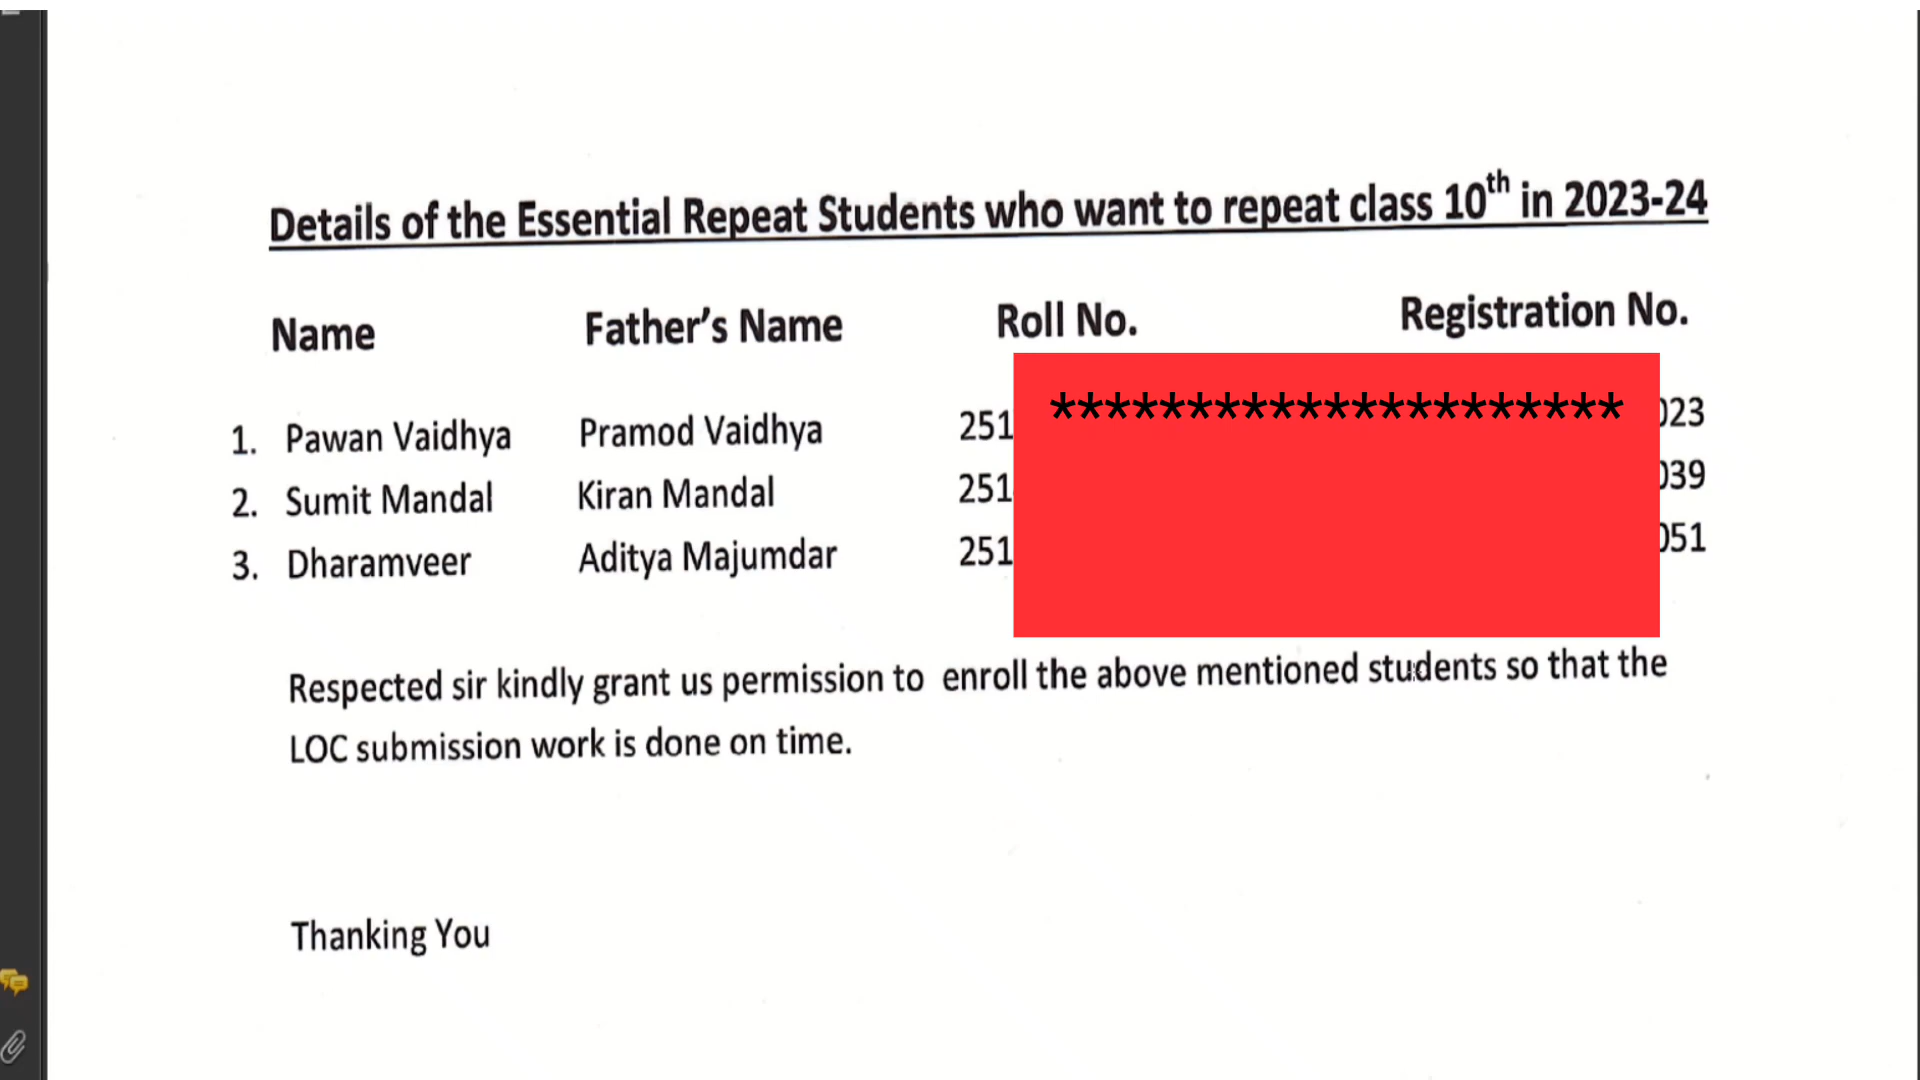 Details of the Essential Repeat Students who want to repeat class 10th in 2023-24
Name Father's Name Roll No. Registration No.
********************* 
1. Pawan Vaidhya Pramod Vaidhya 251 023
2. Sumit Mandal Kiran Mandal 251 039
3. Dharamveer Aditya Majumdar 251 051
Respected sir kindly grant us permission to enroll the above mentioned students so that the
LOC submission work is done on time.
Thanking You